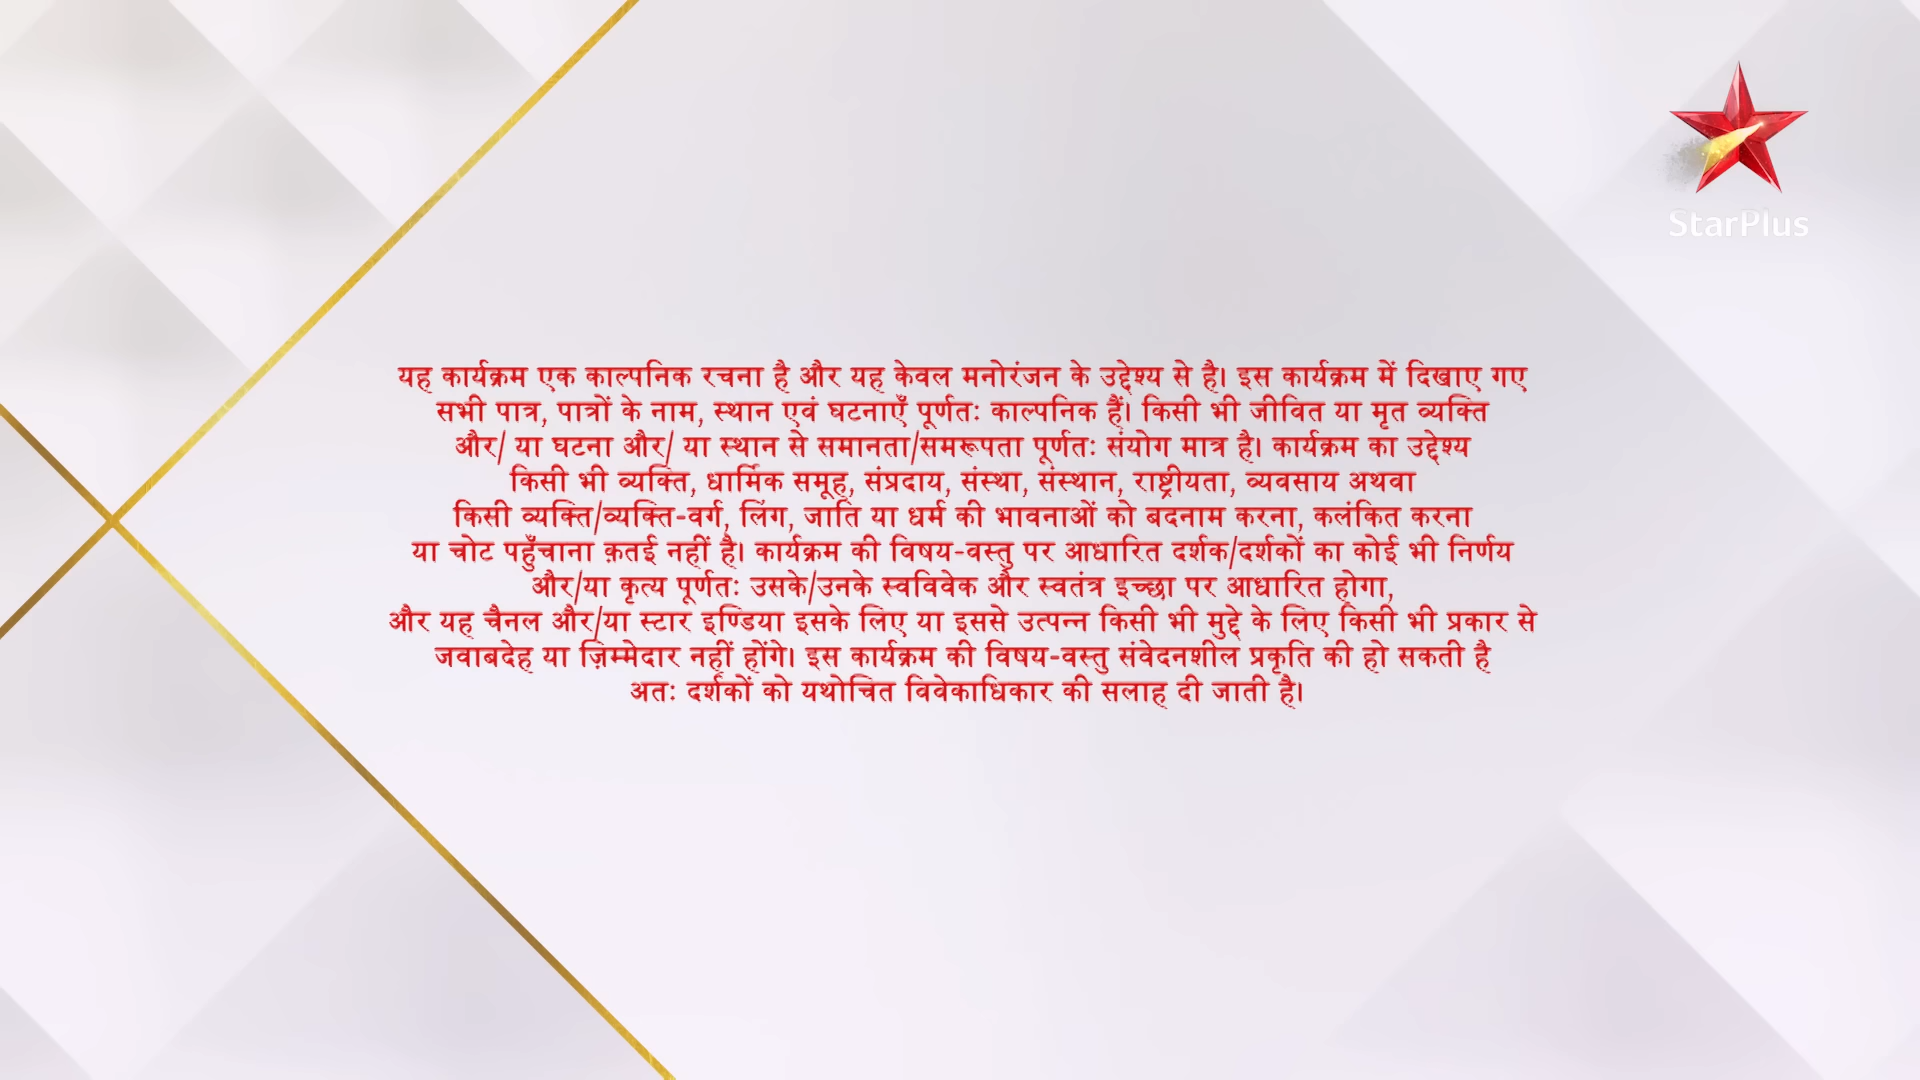 StarPlus
यह कार्यक्रम एक काल्पनिक रचना है और यह केवल मनोरंजन के उद्देश्य से है। इस कार्यक्रम में दिखाए गए
सभी पात्र, पात्रों के नाम, स्थान एवं घटनाएँ पूर्णतः काल्पनिक हैं। किसी भी जीवित या मृत व्यक्ति
और/ या घटना और/ या स्थान से समानता/समरूपता पूर्णतः संयोग मात्र है। कार्यक्रम का उद्देश्य
किसी भी व्यक्ति, धार्मिक समूह, संप्रदाय, संस्था, संस्थान, राष्ट्रीयता, व्यवसाय अथवा
किसी व्यक्ति/व्यक्ति-वर्ग, लिंग, जाति या धर्म की भावनाओं को बदनाम करना, कलंकित करना
या चोट पहुँचाना क़तई नहीं है। कार्यक्रम की विषय-वस्तु पर आधारित दर्शक/दर्शकों का कोई भी निर्णय
और/या कृत्य पूर्णतः उसके/उनके स्वविवेक और स्वतंत्र इच्छा पर आधारित होगा,
और यह चैनल और/या स्टार इण्डिया इसके लिए या इससे उत्पन्न किसी भी मुद्दे के लिए किसी भी प्रकार से
जवाबदेह या ज़िम्मेदार नहीं होंगे। इस कार्यक्रम की विषय-वस्तु संवेदनशील प्रकृति की हो सकती है
अतः दर्शकों को यथोचित विवेकाधिकार की सलाह दी जाती है।